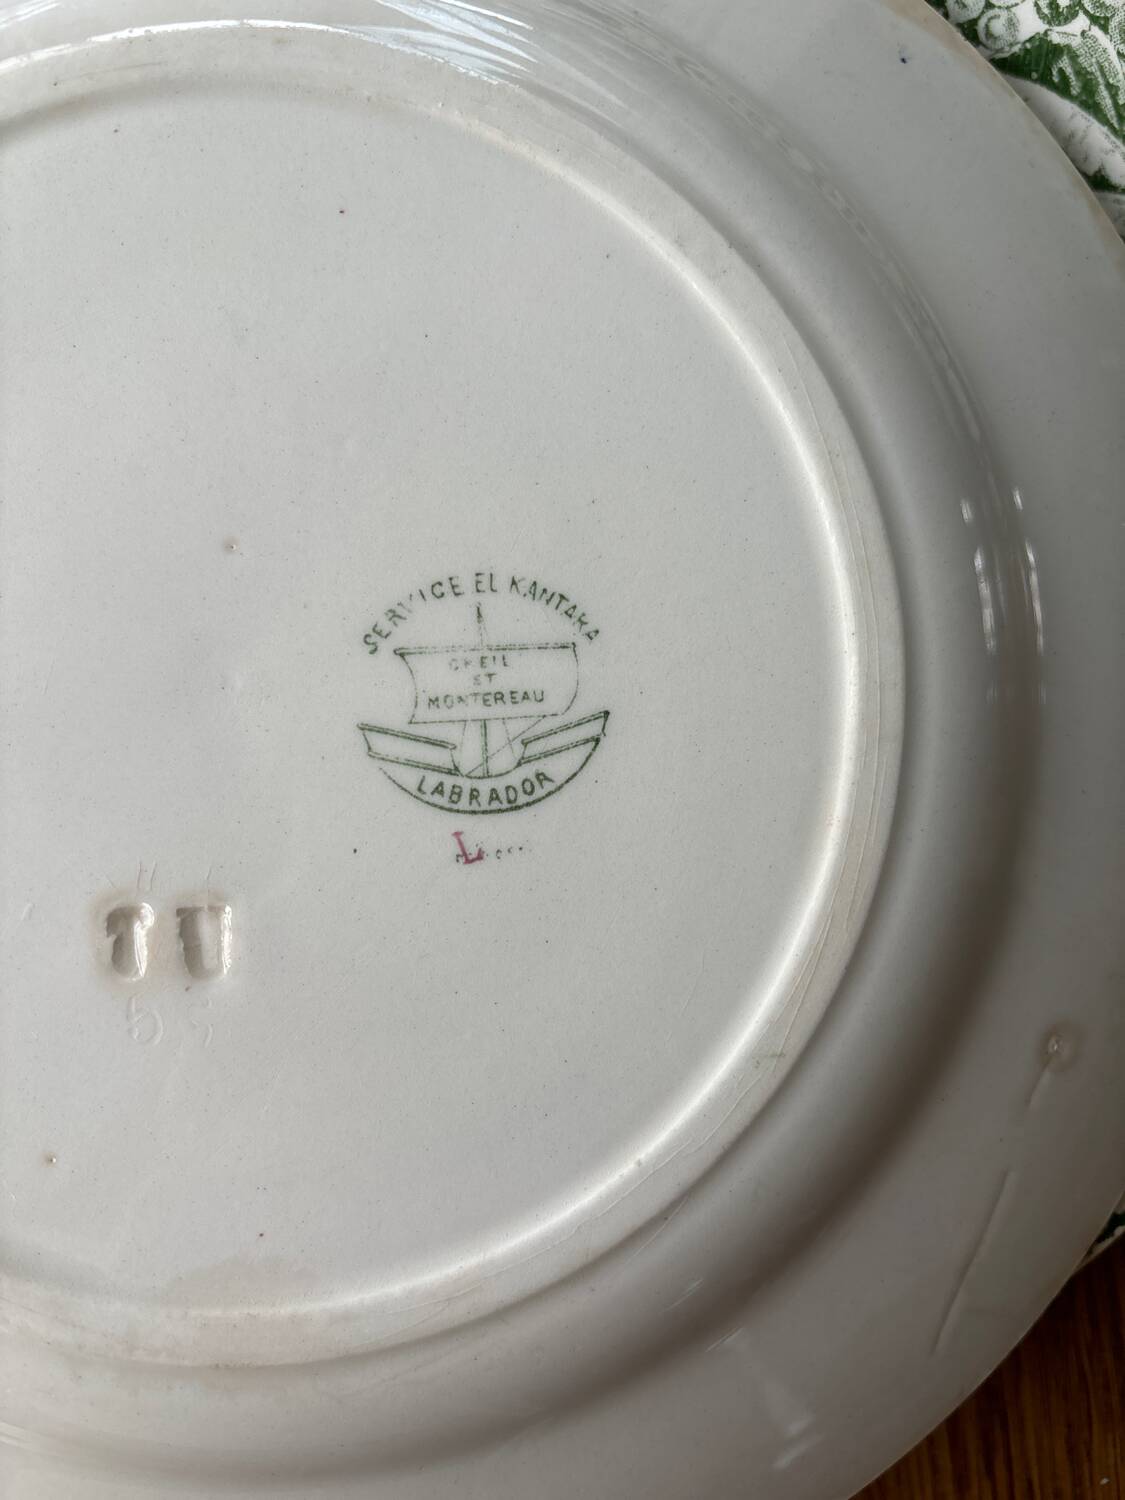 SERVICE EL KANTARA
CREIL
ET
MONTEREAU
LABRADOR
L
T U